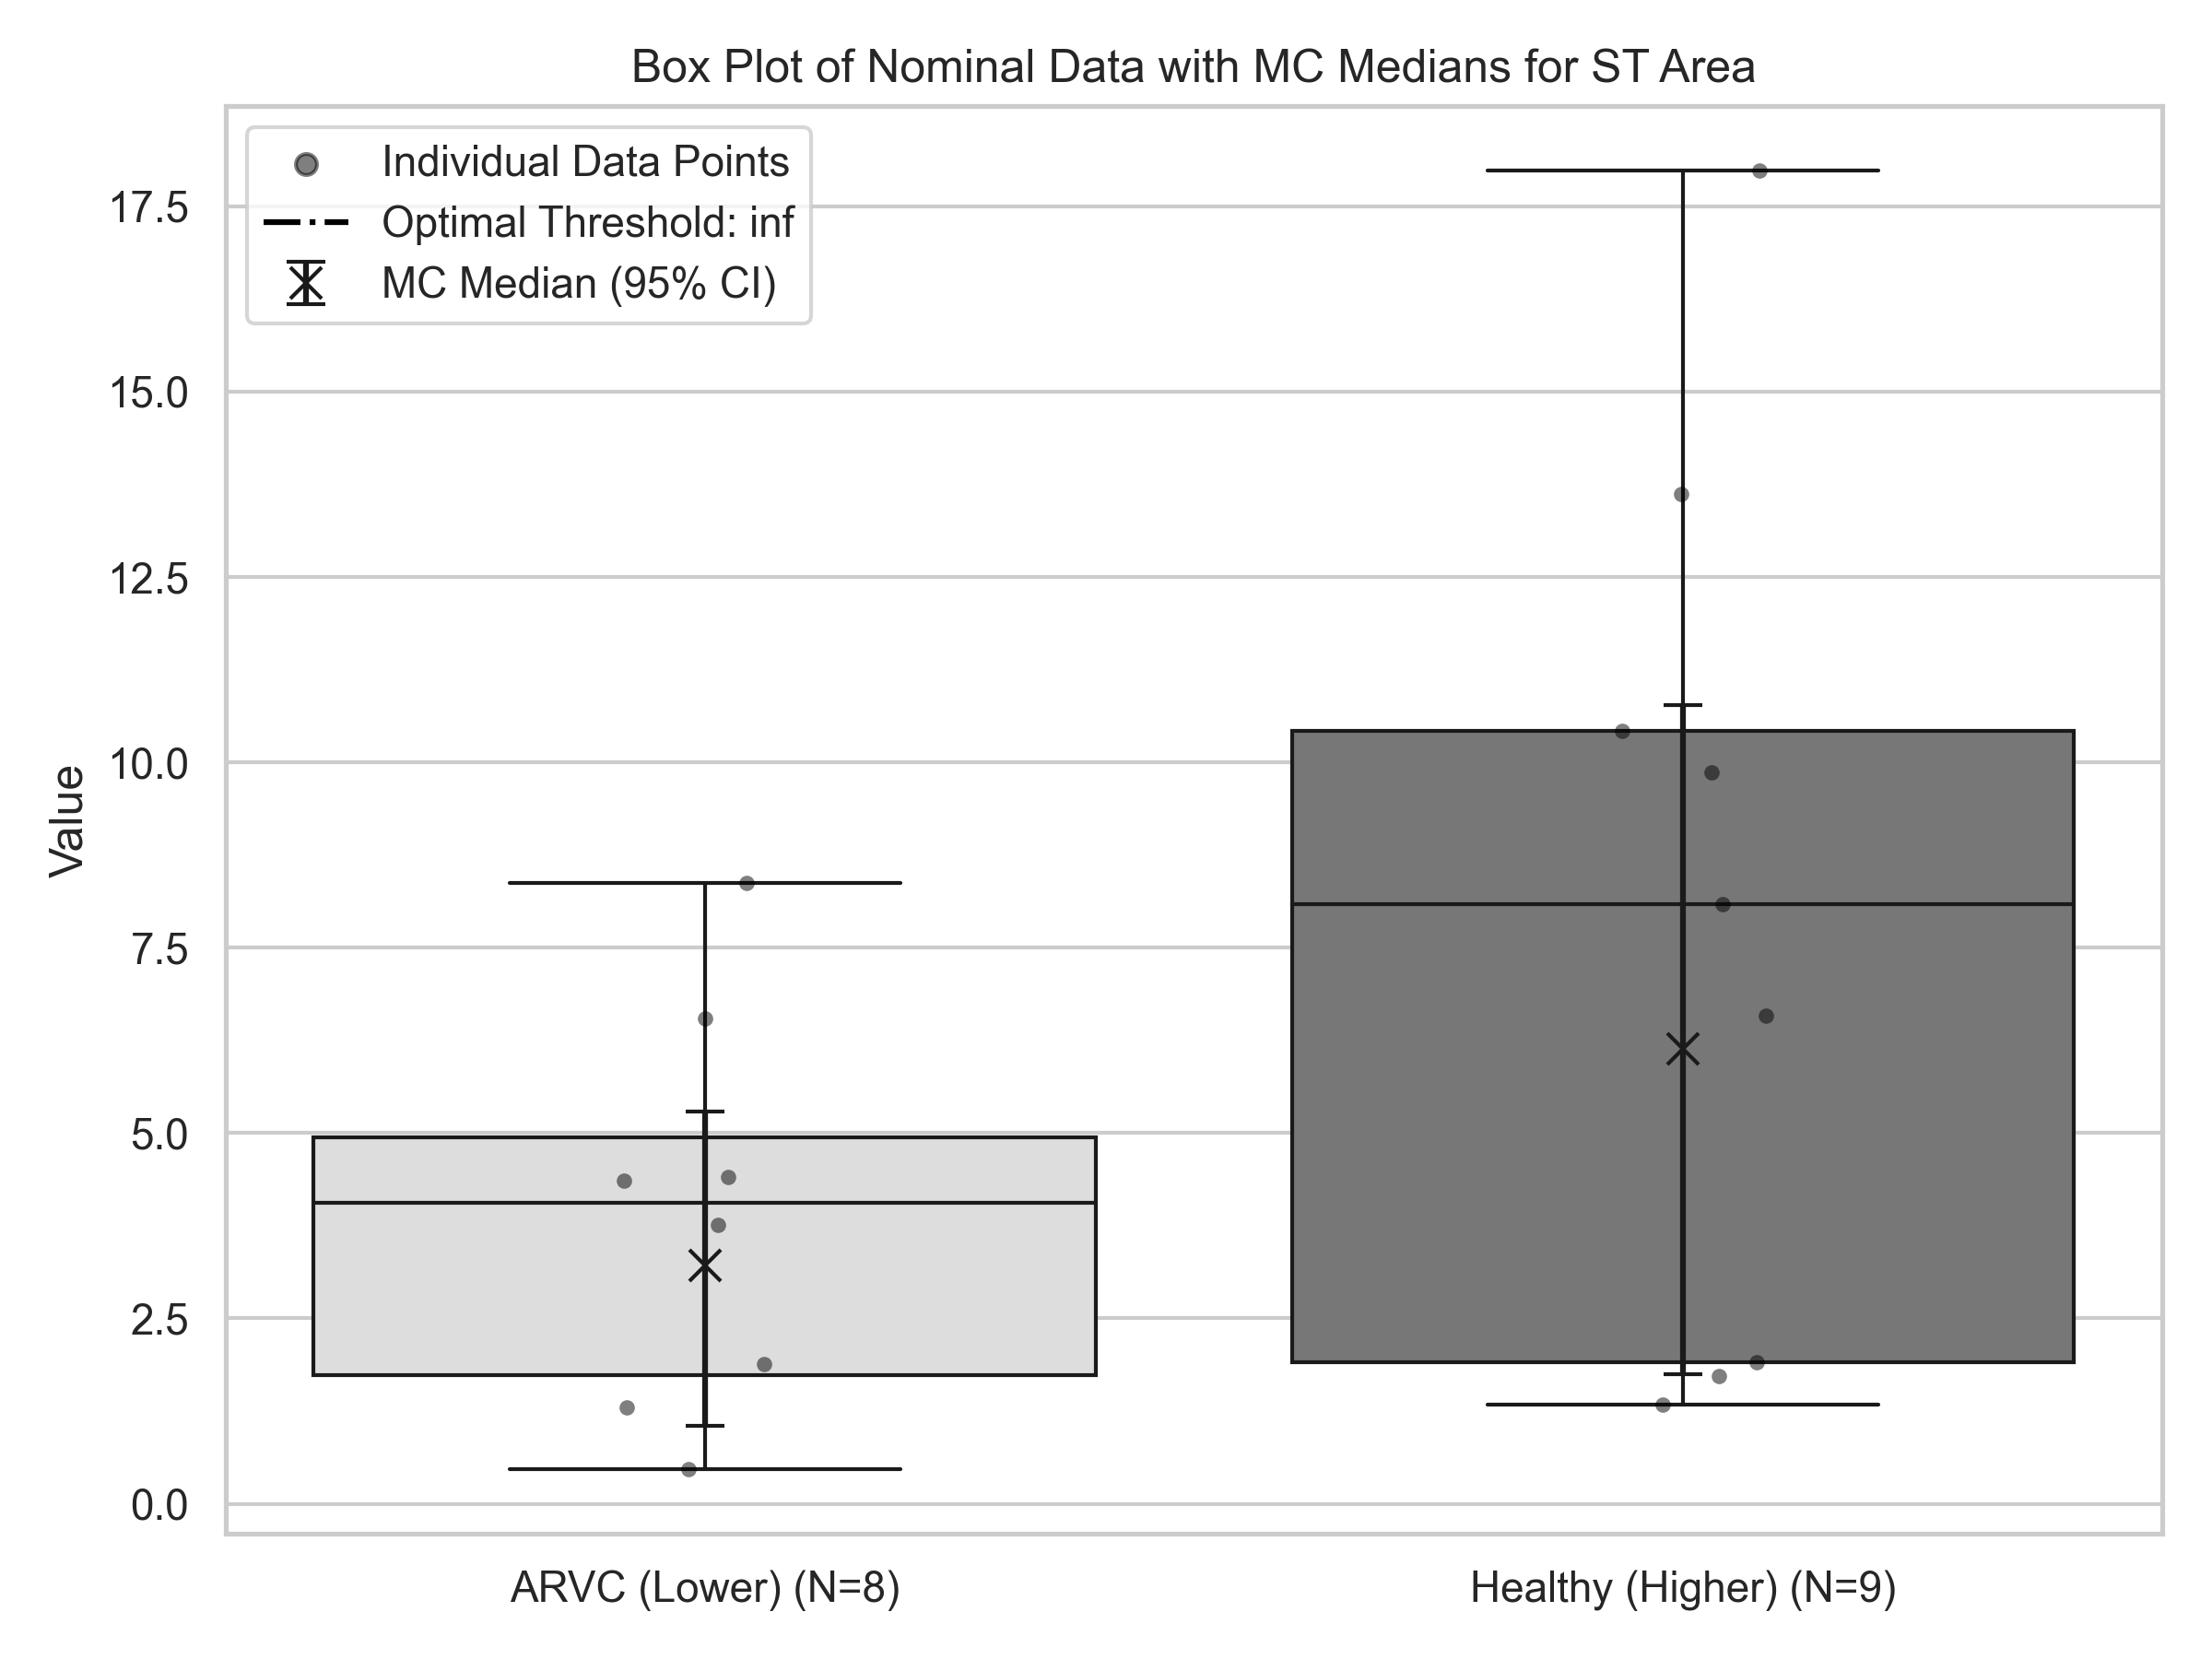 Box Plot of Nominal Data with MC Medians for ST Area
Individual Data Points
Optimal Threshold: inf
MC Median (95% CI)
Value
17.5
15.0
12.5
10.0
7.5
5.0
2.5
0.0
ARVC (Lower) (N=8)
Healthy (Higher) (N=9)